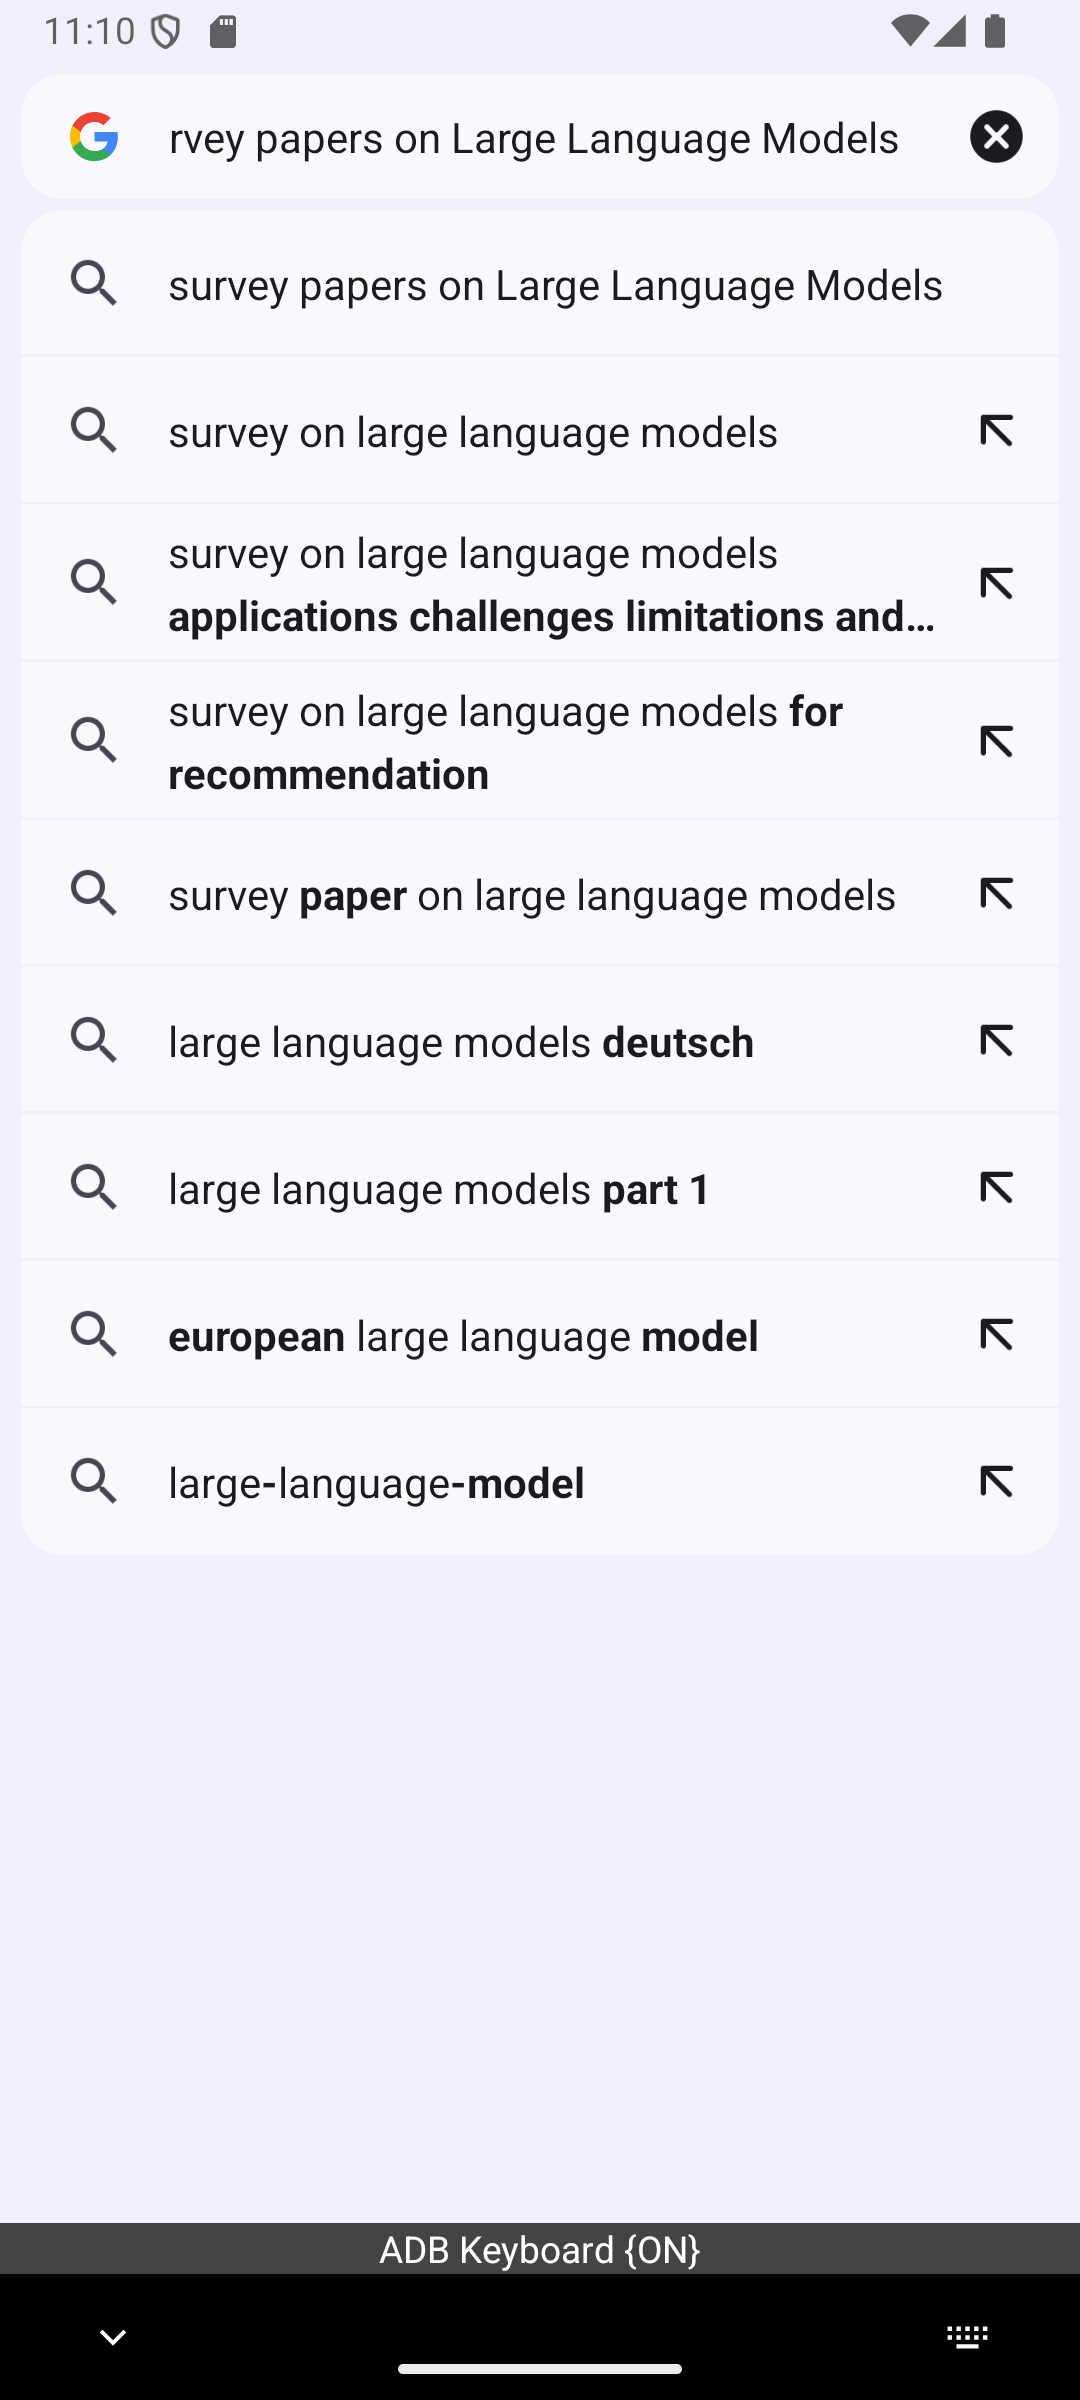 11:10
rvey papers on Large Language Models
survey papers on Large Language Models
survey on large language models
survey on large language models
applications challenges limitations and...
survey on large language models for
recommendation
survey paper on large language models
large language models deutsch
large language models part 1
european large language model
large-language-model
ADB Keyboard {ON}